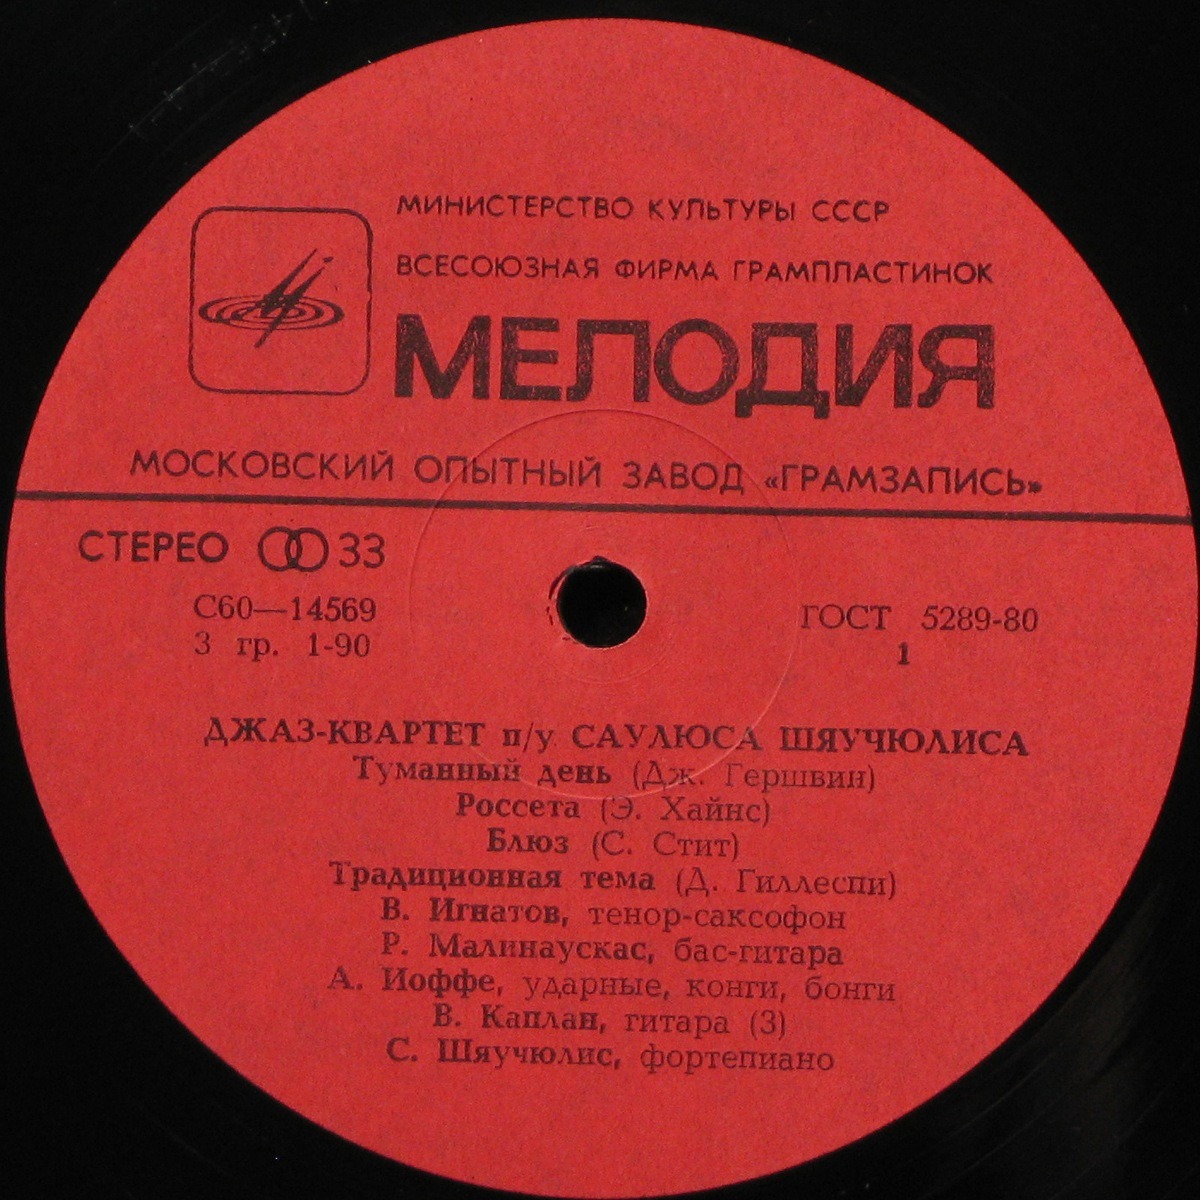 МИНИСТЕРСТВО КУЛЬТУРЫ СССР
ВСЕСОЮЗНАЯ ФИРМА ГРАМПЛАСТИНОК
МЕЛОДИЯ
МОСКОВСКИЙ ОПЫТНЫЙ ЗАВОД «ГРАМЗАПИСЬ»
СТЕРЕО 33
С60—14569
3 гр. 1-90
ГОСТ 5289-80
1
ДЖАЗ-КВАРТЕТ п/у САУЛЮСА ШЯУЧЮЛИСА
Туманный день (Дж. Гершвин)
Россета (Э. Хайнс)
Блюз (С. Стит)
Традиционная тема (Д. Гиллеспи)
В. Игнатов, тенор-саксофон
Р. Малинаускас, бас-гитара
А. Иоффе, ударные, конги, бонги
В. Каплан, гитара (3)
С. Шяучюлис, фортепиано